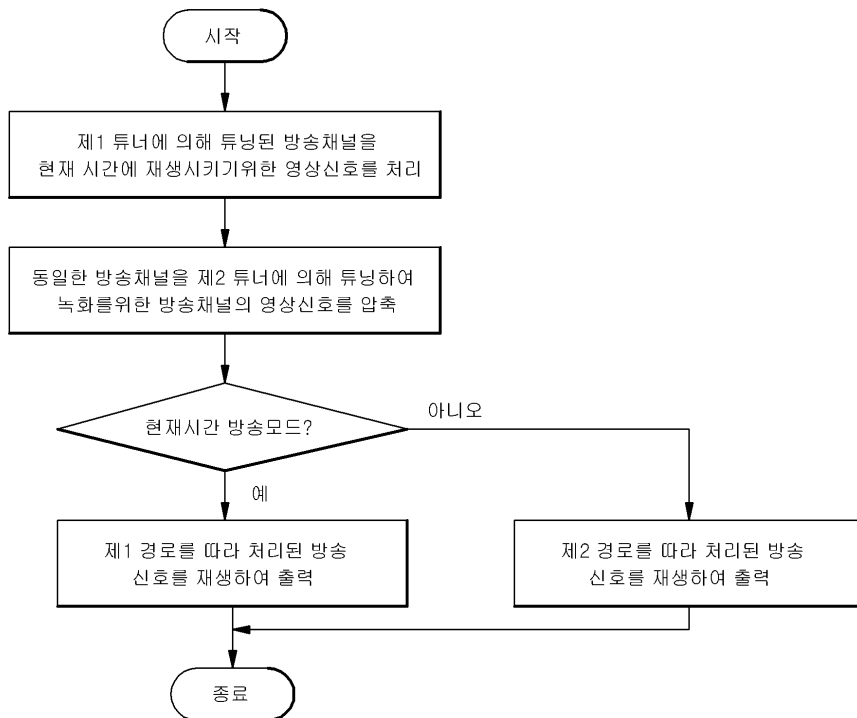 시작
제1 튜너에 의해 튜닝된 방송채널을
현재 시간에 재생시키기위한 영상신호를 처리
동일한 방송채널을 제2 튜너에 의해 튜닝하여
녹화를위한 방송채널의 영상신호를 압축
현재시간 방송모드?
아니오
예
제1 경로를 따라 처리된 방송
신호를 재생하여 출력
제2 경로를 따라 처리된 방송
신호를 재생하여 출력
종료